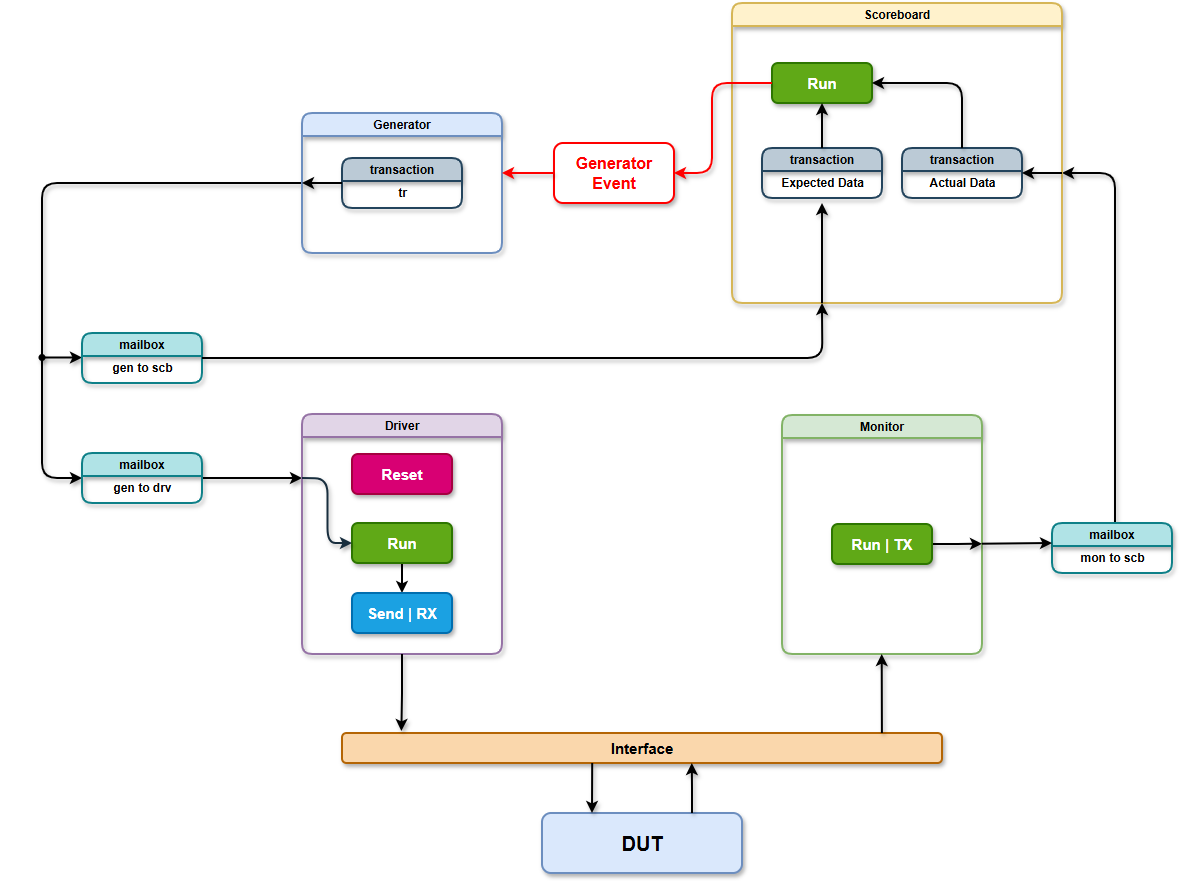 Scoreboard
Run
transaction
Expected Data
transaction
Actual Data
Generator
transaction
tr
Generator
Event
mailbox
gen to scb
mailbox
gen to drv
Driver
Reset
Run
Send | RX
Monitor
Run | TX
mailbox
mon to scb
Interface
DUT